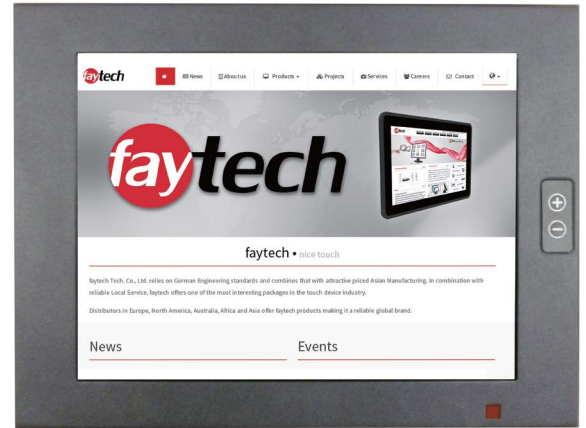 faytech
News About us Products Projects Services Careers Contact
faytech
faytech • nice touch
faytech Tech. Co., Ltd. relies on German Engineering standards and combines that with attractive priced Asian Manufacturing. In combination with
reliable Local Service, faytech offers one of the most interesting packages in the touch device industry.
Distributors in Europe, North America, Australia, Africa and Asia offer faytech products making it a reliable global brand.
News Events